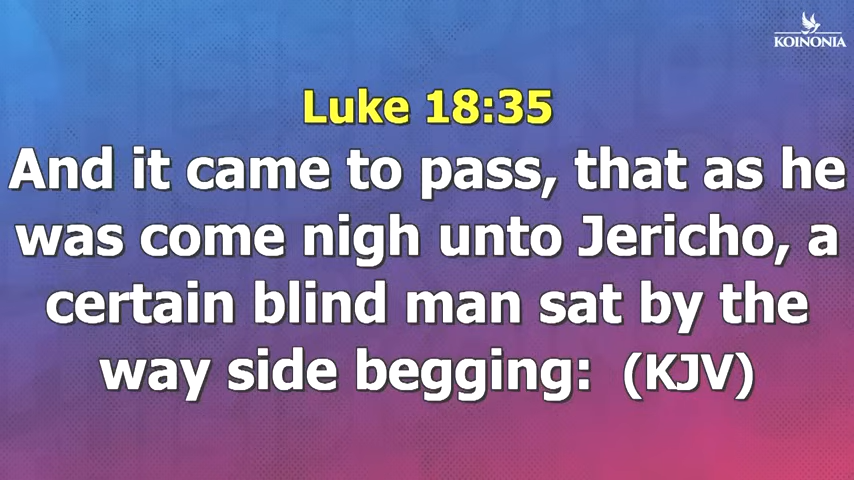 KOINONIA
Luke 18:35
And it came to pass, that as he
was come nigh unto Jericho, a
certain blind man sat by the
way side begging: (KJV)